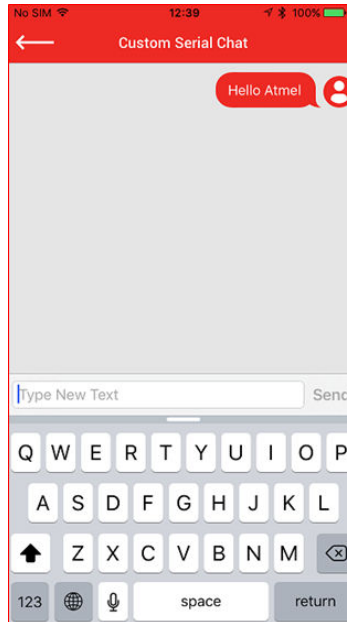 No SIM 12:39 100%
Custom Serial Chat
Hello Atmel
Type New Text Send
Q W E R T Y U I O P
A S D F G H J K L
Z X C V B N M
123 space return